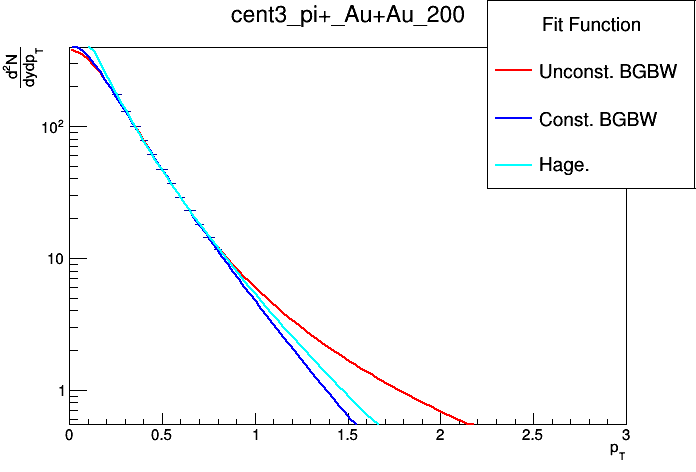 cent3_pi+_Au+Au_200
Fit Function
Unconst. BGBW
Const. BGBW
Hage.
d²N
dydp_T
10²
10
1
0 0.5 1 1.5 2 2.5 3
p_T